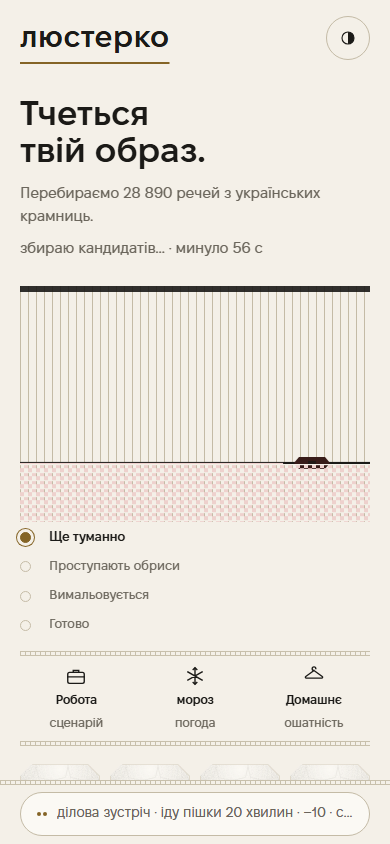 люстерко
Тчеться
твій образ.
Перебираємо 28 890 речей з українських
крамниць.
збираю кандидатів… · минуло 56 с
Ще туманно
Проступають обриси
Вимальовується
Готово
Робота
мороз
Домашнє
сценарій
погода
ошатність
ділова зустріч · іду пішки 20 хвилин · −10 · с…